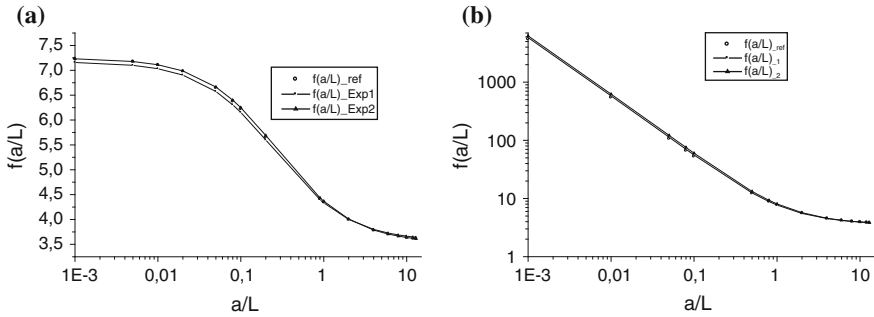 (a)
f(a/L)
7,5
7,0
6,5
6,0
5,5
5,0
4,5
4,0
3,5
1E-3
0,01
0,1
1
10
a/L
f(a/L)_ref
f(a/L)_Exp1
f(a/L)_Exp2
(b)
f(a/L)
1000
100
10
1
1E-3
0,01
0,1
1
10
a/L
f(a/L)_ref
f(a/L)_1
f(a/L)_2